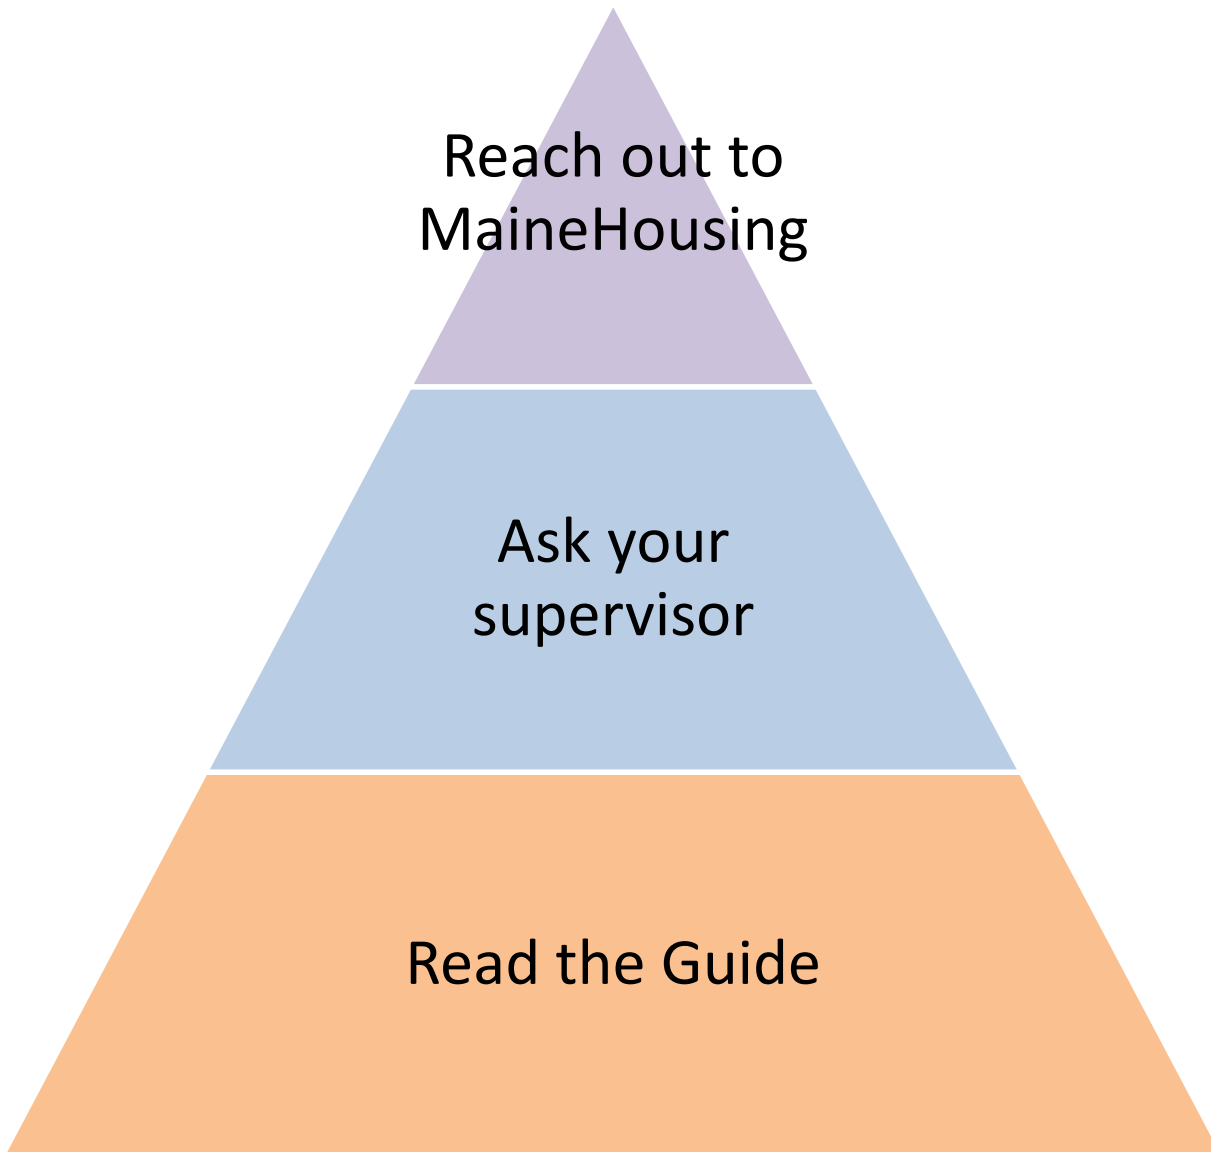 Reach out to
MaineHousing
Ask your
supervisor
Read the Guide